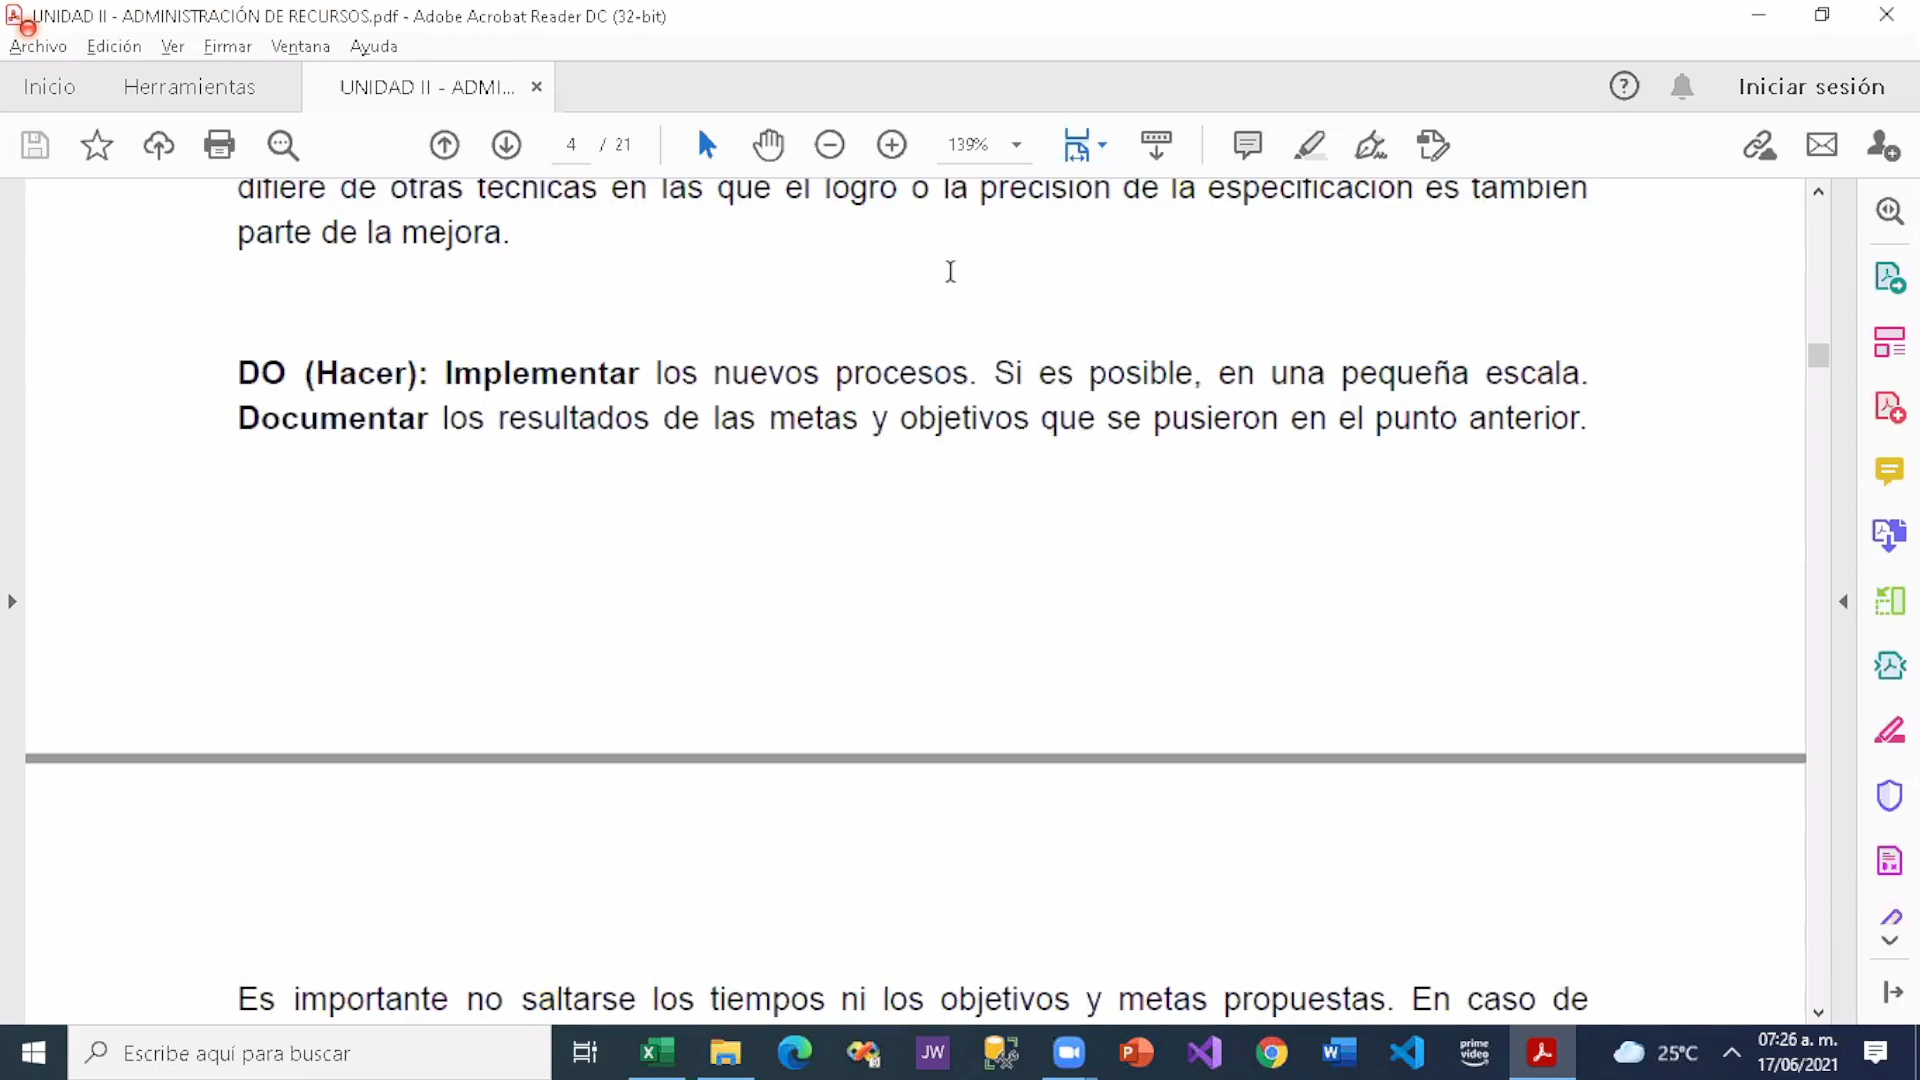 UNIDAD II - ADMINISTRACIÓN DE RECURSOS.pdf - Adobe Acrobat Reader DC (32-bit)
Archivo Edición Ver Firmar Ventana Ayuda
Inicio Herramientas UNIDAD II - ADMI... Iniciar sesión
4 / 21 139%
difiere de otras técnicas en las que el logro o la precisión de la especificación es también
parte de la mejora.
DO (Hacer): Implementar los nuevos procesos. Si es posible, en una pequeña escala.
Documentar los resultados de las metas y objetivos que se pusieron en el punto anterior.
Es importante no saltarse los tiempos ni los objetivos y metas propuestas. En caso de
Escribe aquí para buscar
JW
prime
video
25°C
07:26 a. m.
17/06/2021